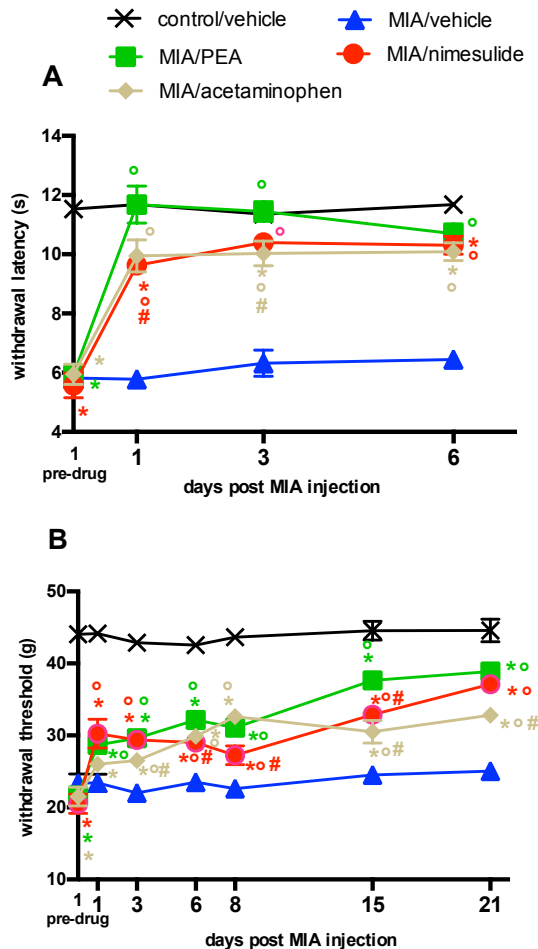 control/vehicle MIA/vehicle
MIA/PEA MIA/nimesulide
MIA/acetaminophen
A
withdrawal latency (s)
14
12
10
8
6
4
° ° ° ° ° *
* ° * ° * °
° # #
* * *
1 1 3 6
pre-drug
days post MIA injection
B
withdrawal threshold (g)
50
40
30
20
10
° ° ° ° ° °
* * * * * * * °
*° * *°# *°# * ° *° *°# *°# *°# * ° *°#
*
*
*
1 1 3 6 8 15 21
pre-drug
days post MIA injection